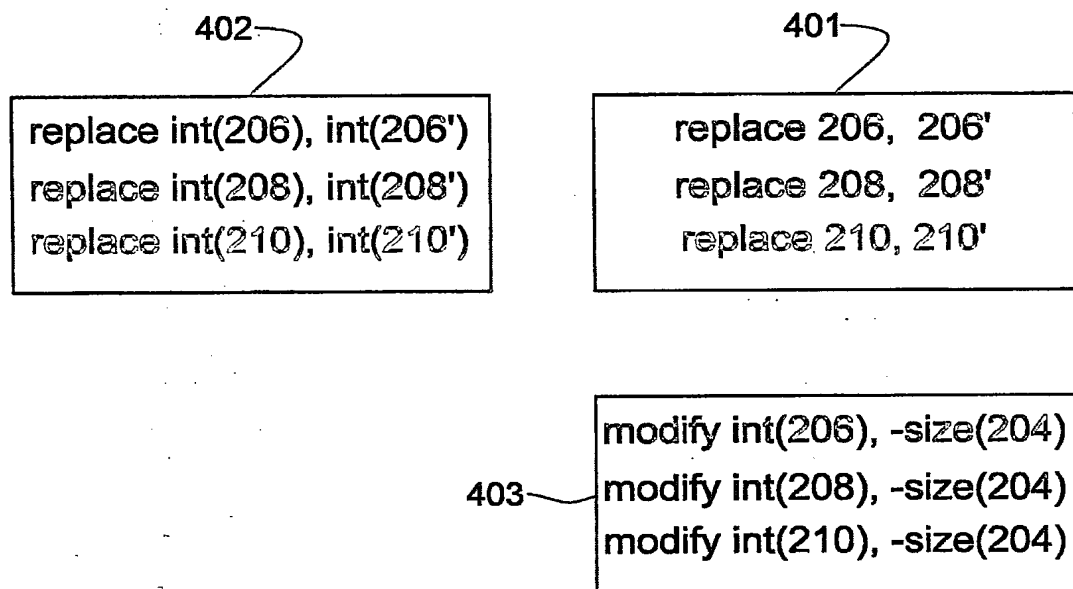 402
401
replace int(206), int(206')
replace int(208), int(208')
replace int(210), int(210')
replace 206, 206'
replace 208, 208'
replace 210, 210'
403
modify int(206), -size(204)
modify int(208), -size(204)
modify int(210), -size(204)